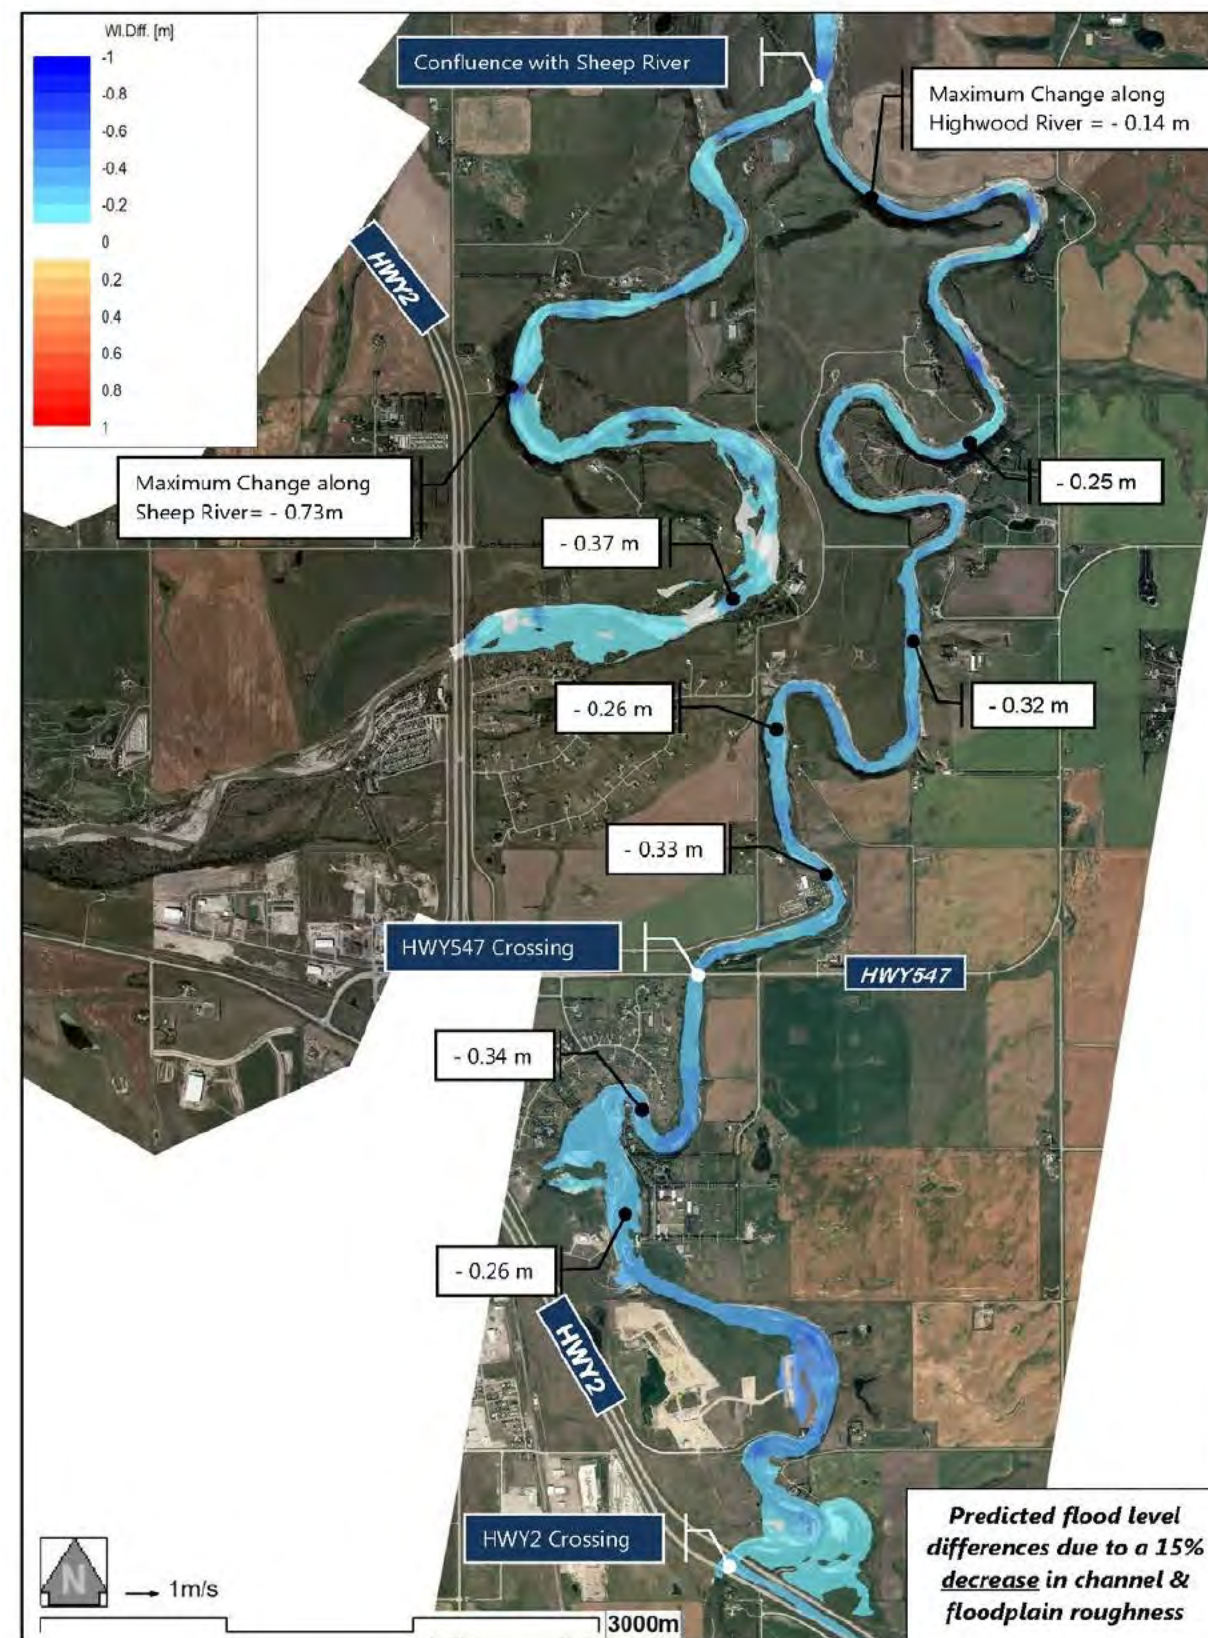 Wl.Diff. [m]
-1
-0.8
-0.6
-0.4
-0.2
0
0.2
0.4
0.6
0.8
1
Confluence with Sheep River
Maximum Change along
Highwood River = - 0.14 m
HWY2
Maximum Change along
Sheep River= - 0.73m
- 0.25 m
- 0.37 m
- 0.26 m
- 0.32 m
- 0.33 m
HWY547 Crossing
HWY547
- 0.34 m
- 0.26 m
HWY2
HWY2 Crossing
Predicted flood level
differences due to a 15%
decrease in channel &
floodplain roughness
N
1m/s
3000m